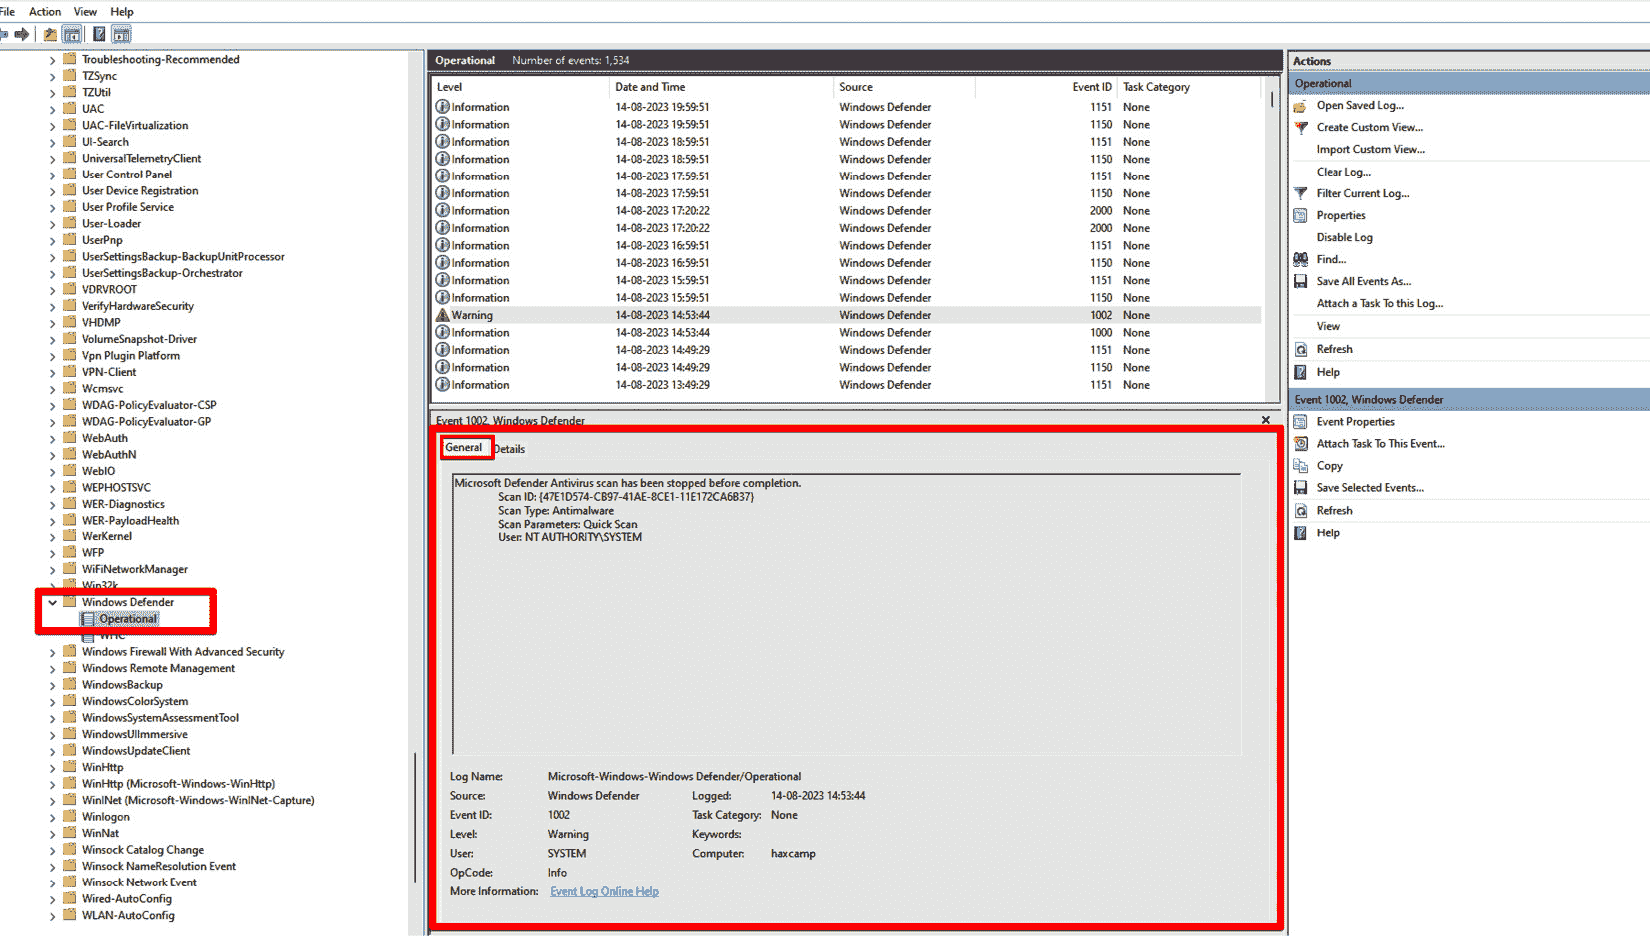 File Action View Help
Troubleshooting-Recommended
TZSync
TZUtil
UAC
UAC-FileVirtualization
UI-Search
UniversalTelemetryClient
User Control Panel
User Device Registration
User Profile Service
User-Loader
UserPnp
UserSettingsBackup-BackupUnitProcessor
UserSettingsBackup-Orchestrator
VDRVROOT
VerifyHardwareSecurity
VHDMP
VolumeSnapshot-Driver
Vpn Plugin Platform
VPN-Client
Wcmsvc
WDAG-PolicyEvaluator-CSP
WDAG-PolicyEvaluator-GP
WebAuth
WebAuthN
WebIO
WEPHOSTSVC
WER-Diagnostics
WER-PayloadHealth
WerKernel
WFP
WiFiNetworkManager
Win32k
Windows Defender
Operational
WHC
Windows Firewall With Advanced Security
Windows Remote Management
WindowsBackup
WindowsColorSystem
WindowsSystemAssessmentTool
WindowsUIImmersive
WindowsUpdateClient
WinHttp
WinHttp (Microsoft-Windows-WinHttp)
WinINet (Microsoft-Windows-WinINet-Capture)
Winlogon
WinNat
Winsock Catalog Change
Winsock NameResolution Event
Winsock Network Event
Wired-AutoConfig
WLAN-AutoConfig
Operational Number of events: 1,534
Level Date and Time Source Event ID Task Category
Information 14-08-2023 19:59:51 Windows Defender 1151 None
Information 14-08-2023 19:59:51 Windows Defender 1150 None
Information 14-08-2023 18:59:51 Windows Defender 1151 None
Information 14-08-2023 18:59:51 Windows Defender 1150 None
Information 14-08-2023 17:59:51 Windows Defender 1151 None
Information 14-08-2023 17:59:51 Windows Defender 1150 None
Information 14-08-2023 17:20:22 Windows Defender 2000 None
Information 14-08-2023 17:20:22 Windows Defender 2000 None
Information 14-08-2023 16:59:51 Windows Defender 1151 None
Information 14-08-2023 16:59:51 Windows Defender 1150 None
Information 14-08-2023 15:59:51 Windows Defender 1151 None
Information 14-08-2023 15:59:51 Windows Defender 1150 None
Warning 14-08-2023 14:53:44 Windows Defender 1002 None
Information 14-08-2023 14:53:44 Windows Defender 1000 None
Information 14-08-2023 14:49:29 Windows Defender 1151 None
Information 14-08-2023 14:49:29 Windows Defender 1150 None
Information 14-08-2023 13:49:29 Windows Defender 1151 None
Event 1002, Windows Defender
General Details
Microsoft Defender Antivirus scan has been stopped before completion.
Scan ID: {47E1D574-CB97-41AE-8CE1-11E172CA6B37}
Scan Type: Antimalware
Scan Parameters: Quick Scan
User: NT AUTHORITY\SYSTEM
Log Name: Microsoft-Windows-Windows Defender/Operational
Source: Windows Defender Logged: 14-08-2023 14:53:44
Event ID: 1002 Task Category: None
Level: Warning Keywords:
User: SYSTEM Computer: haxcamp
OpCode: Info
More Information: Event Log Online Help
Actions
Operational
Open Saved Log...
Create Custom View...
Import Custom View...
Clear Log...
Filter Current Log...
Properties
Disable Log
Find...
Save All Events As...
Attach a Task To this Log...
View
Refresh
Help
Event 1002, Windows Defender
Event Properties
Attach Task To This Event...
Copy
Save Selected Events...
Refresh
Help